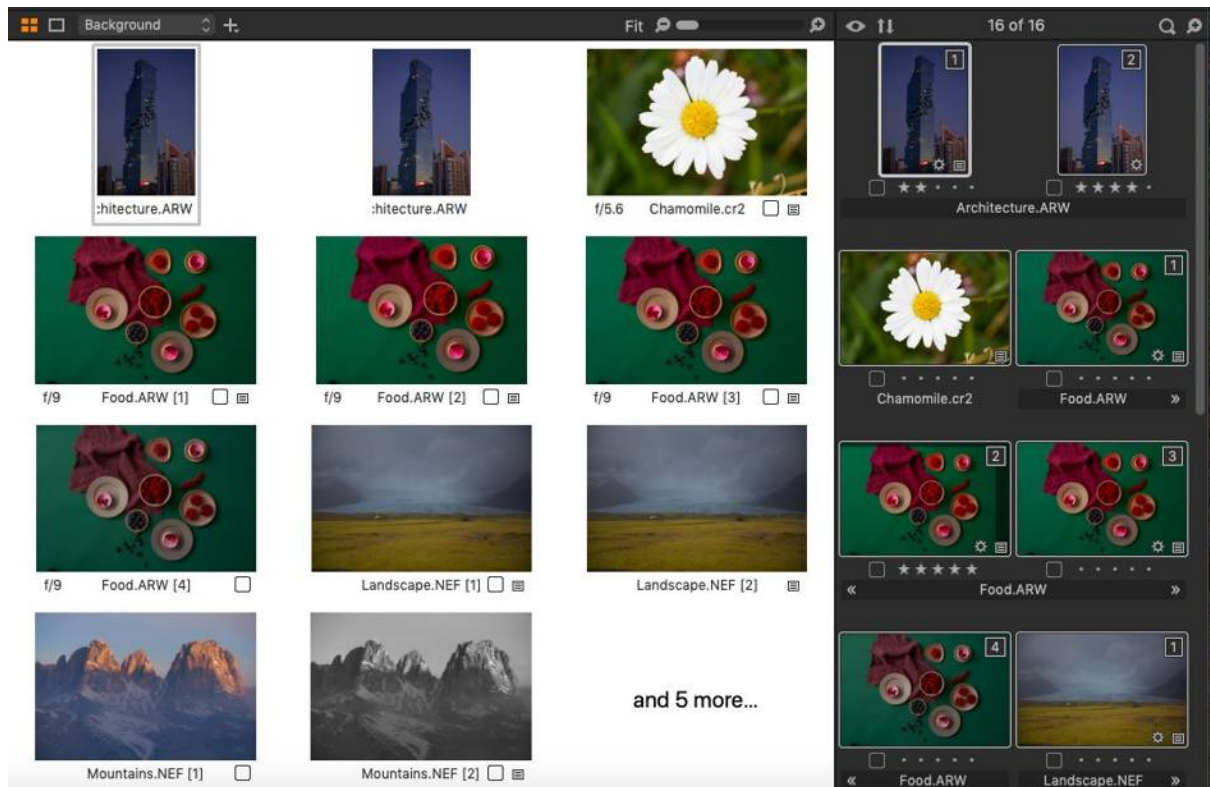 Background
Fit
16 of 16
:hitecture.ARW
:hitecture.ARW
f/5.6 Chamomile.cr2
f/9 Food.ARW [1]
f/9 Food.ARW [2]
f/9 Food.ARW [3]
f/9 Food.ARW [4]
Landscape.NEF [1]
Landscape.NEF [2]
Mountains.NEF [1]
Mountains.NEF [2]
and 5 more...
1
2
Architecture.ARW
1
Chamomile.cr2
Food.ARW »
2
3
« Food.ARW »
4
1
« Food.ARW
Landscape.NEF »